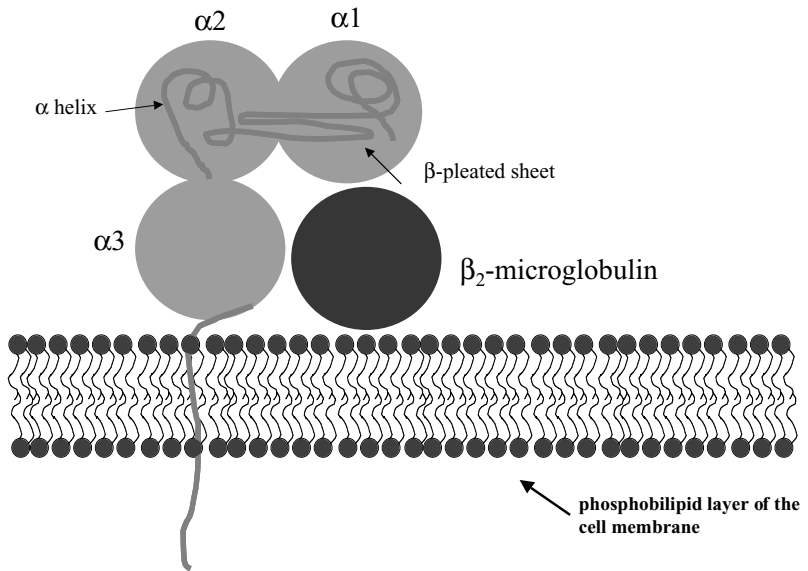 α2
α1
α helix
β-pleated sheet
α3
β2-microglobulin
phosphobilipid layer of the
cell membrane